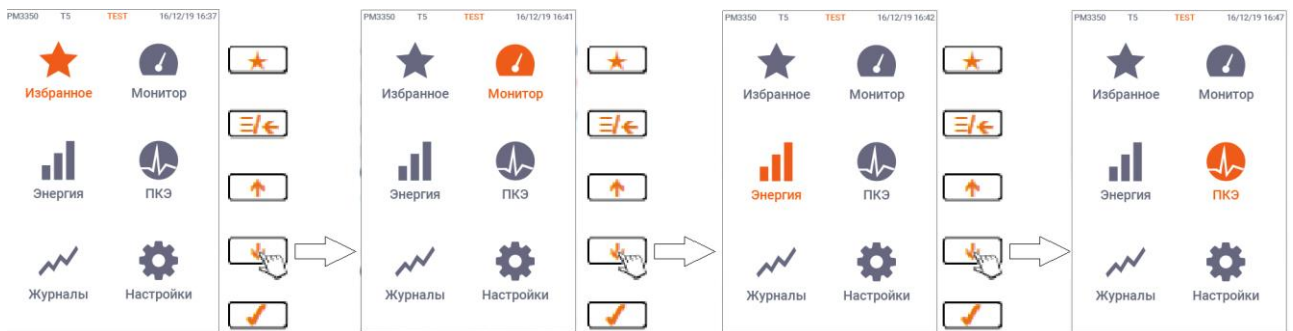 PM3350 T5 TEST 16/12/19 16:37
Избранное Монитор
Энергия ПКЭ
Журналы Настройки
PM3350 T5 TEST 16/12/19 16:41
Избранное Монитор
Энергия ПКЭ
Журналы Настройки
PM3350 T5 TEST 16/12/19 16:42
Избранное Монитор
Энергия ПКЭ
Журналы Настройки
PM3350 T5 TEST 16/12/19 16:47
Избранное Монитор
Энергия ПКЭ
Журналы Настройки